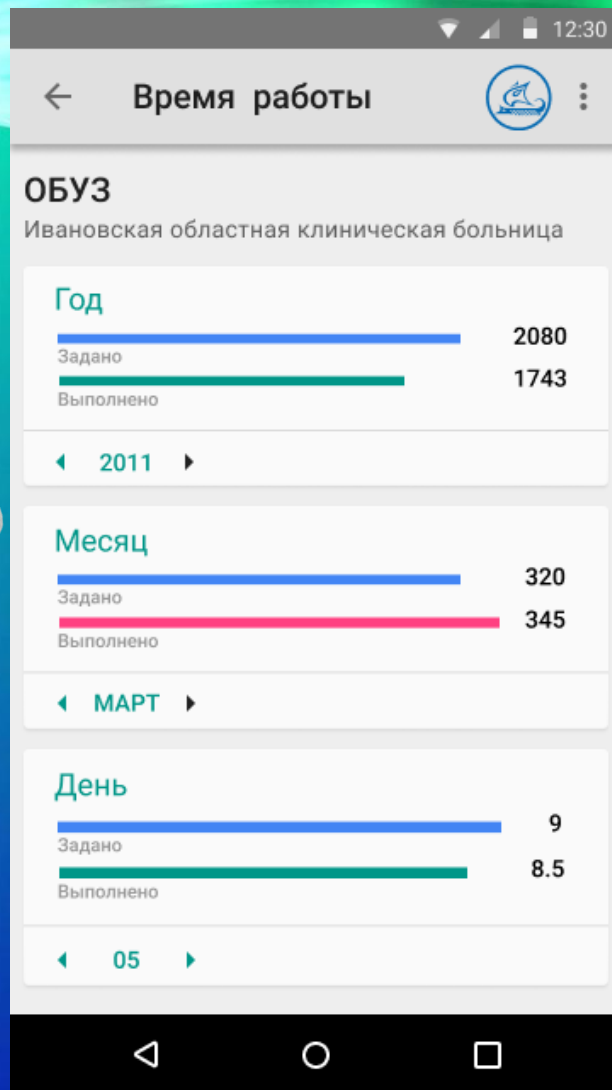 12:30
Время работы
ОБУЗ
Ивановская областная клиническая больница
Год
2080
Задано
1743
Выполнено
2011
Месяц
320
Задано
345
Выполнено
МАРТ
День
9
Задано
8.5
Выполнено
05